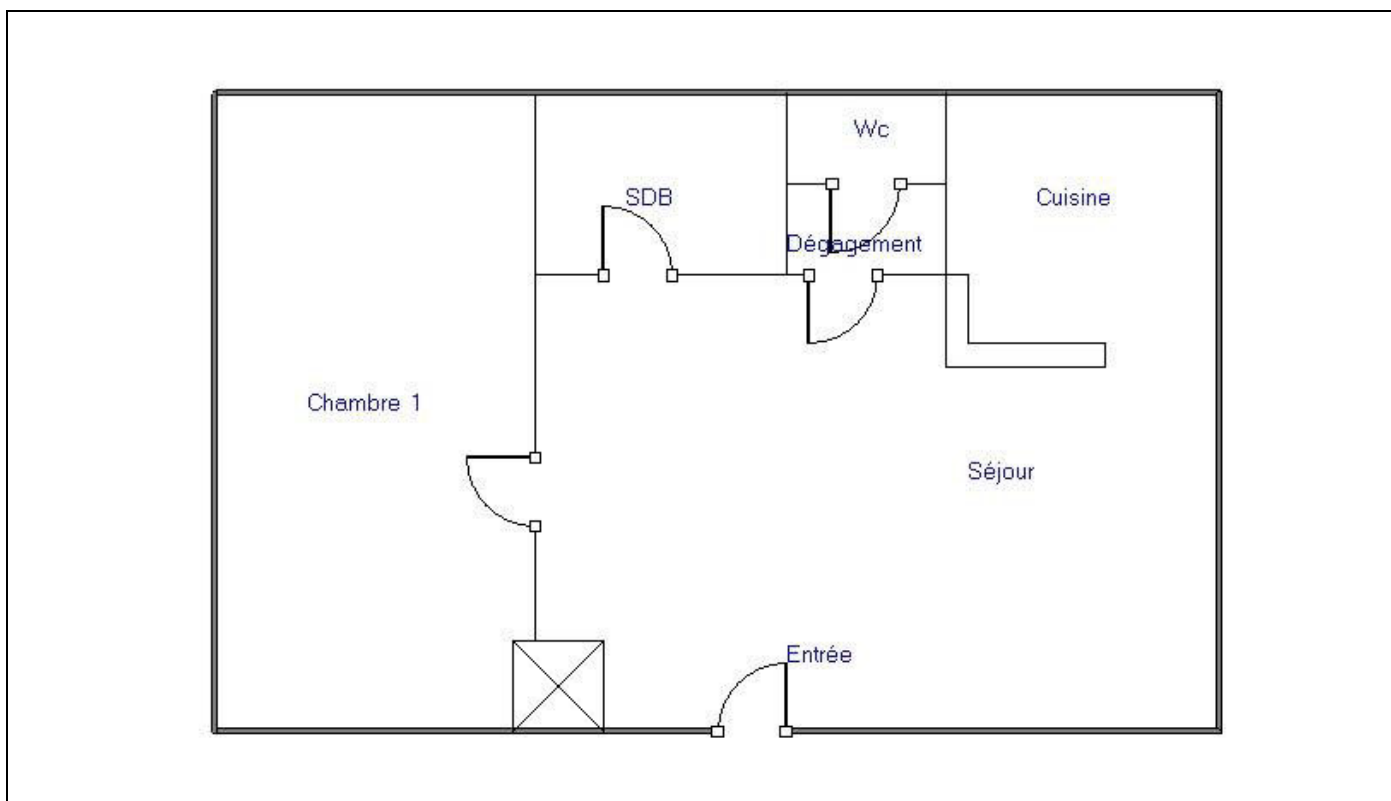 Wc
SDB
Cuisine
Dégagement
Chambre 1
Séjour
Entrée